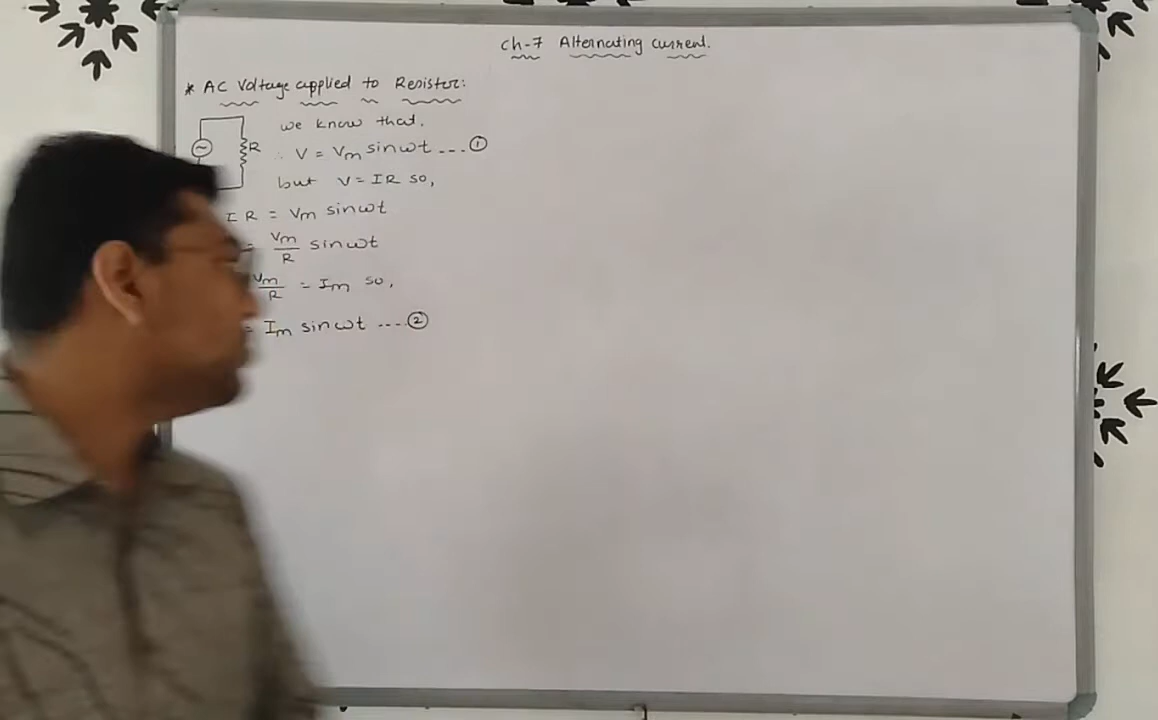 Ch-7 Alternating current.
* AC Voltage applied to Resistor:
we know that,
~ R
∴ V = Vm sinωt ---- ①
but V = IR so,
I R = Vm sinωt
= Vm/R sinωt
Vm/R = Im so,
= Im sinωt ---- ②